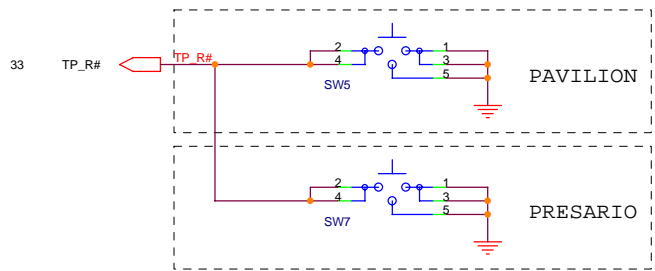 33 TP_R# TP_R#
2 1
4 3
5
SW5
PAVILION
2 1
4 3
5
SW7
PRESARIO